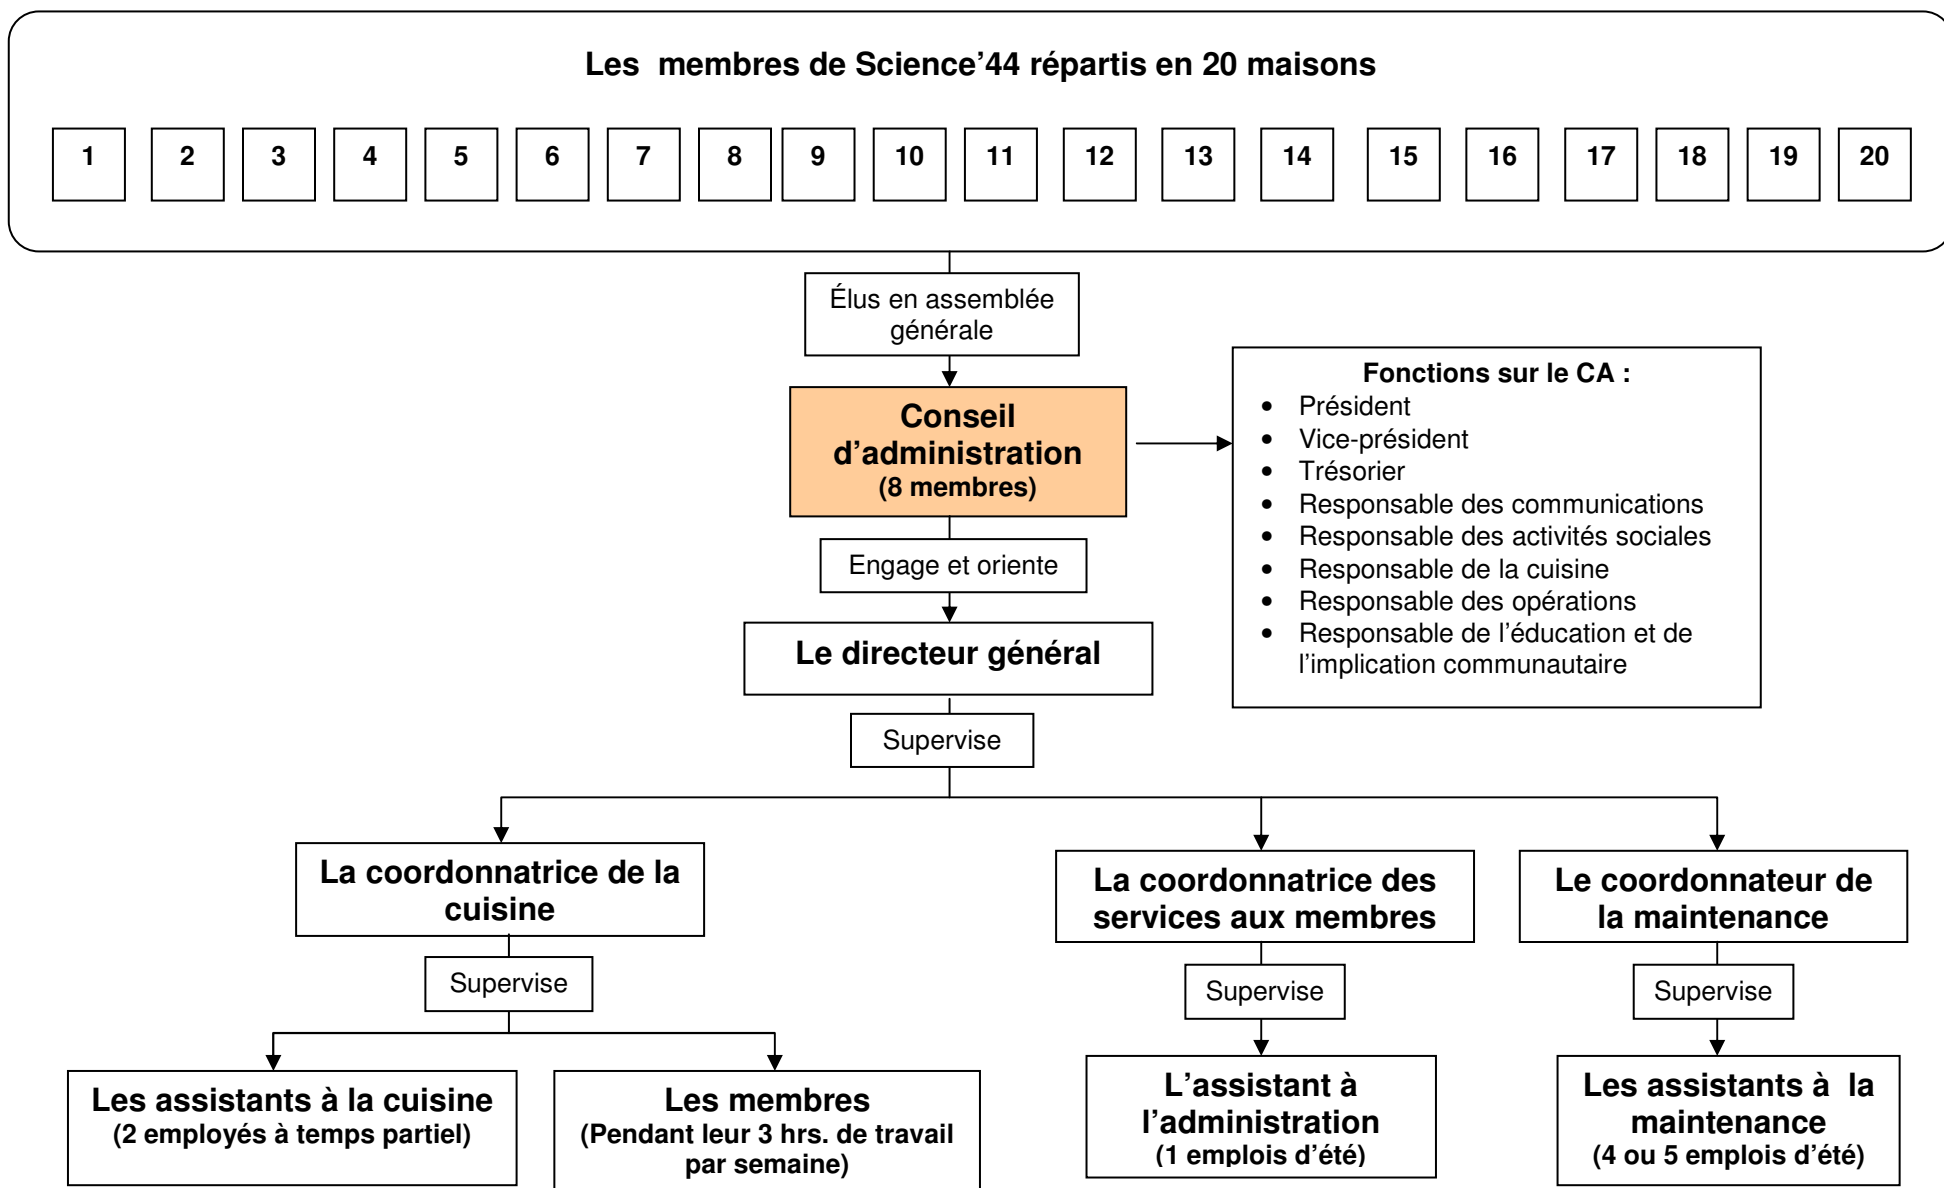 Les membres de Science’44 répartis en 20 maisons
1 2 3 4 5 6 7 8 9 10 11 12 13 14 15 16 17 18 19 20
Élus en assemblée
générale
Conseil
d’administration
(8 membres)
Fonctions sur le CA :
• Président
• Vice-président
• Trésorier
• Responsable des communications
• Responsable des activités sociales
• Responsable de la cuisine
• Responsable des opérations
• Responsable de l’éducation et de
l’implication communautaire
Engage et oriente
Le directeur général
Supervise
La coordonnatrice de la
cuisine
La coordonnatrice des
services aux membres
Le coordonnateur de
la maintenance
Supervise
Supervise
Supervise
Les assistants à la cuisine
(2 employés à temps partiel)
Les membres
(Pendant leur 3 hrs. de travail
par semaine)
L’assistant à
l’administration
(1 emplois d’été)
Les assistants à la
maintenance
(4 ou 5 emplois d’été)